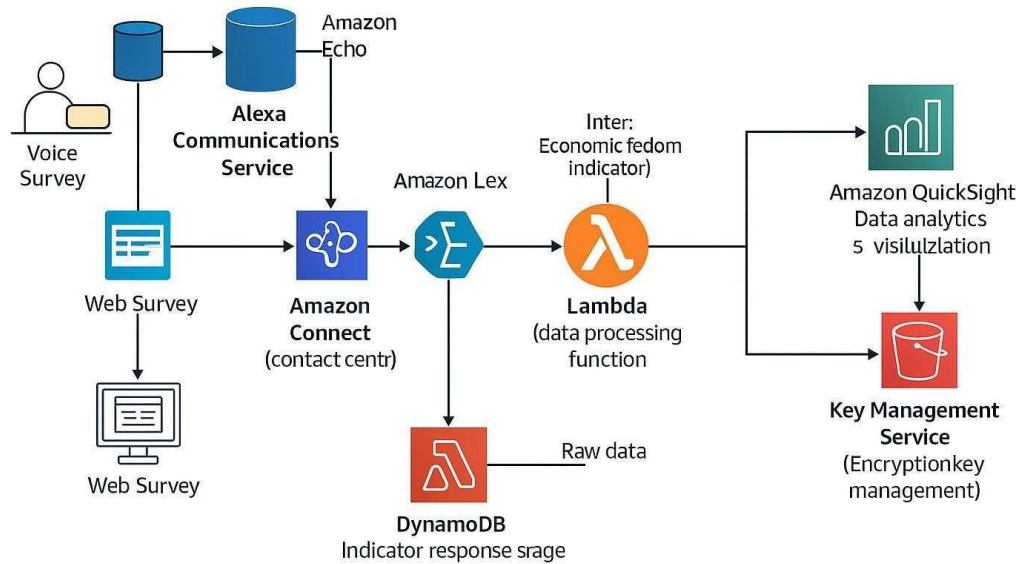 Amazon
Echo
Alexa
Communications
Service
Voice
Survey
Inter:
Economic fedom
indicator)
Amazon Lex
Amazon QuickSight
Data analytics
5 visilulzlation
Web Survey
Amazon
Connect
(contact centr)
Lambda
(data processing
function
Key Management
Service
(Encryptionkey
management)
Web Survey
Raw data
DynamoDB
Indicator response srage